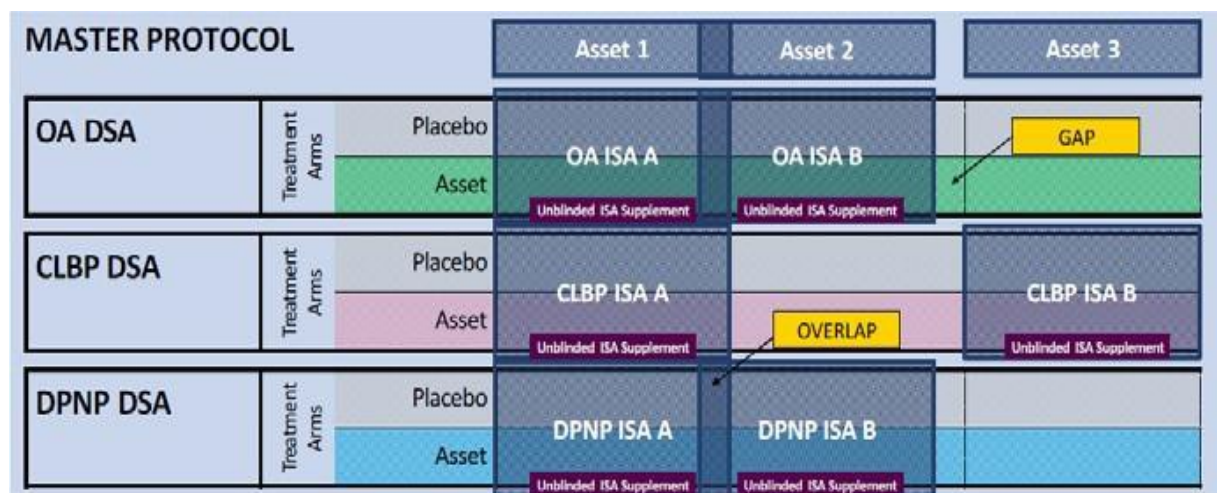 MASTER PROTOCOL
Asset 1
Asset 2
Asset 3
OA DSA
Treatment
Arms
Placebo
Asset
OA ISA A
Unblinded ISA Supplement
OA ISA B
Unblinded ISA Supplement
GAP
CLBP DSA
Treatment
Arms
Placebo
Asset
CLBP ISA A
Unblinded ISA Supplement
OVERLAP
CLBP ISA B
Unblinded ISA Supplement
DPNP DSA
Treatment
Arms
Placebo
Asset
DPNP ISA A
Unblinded ISA Supplement
DPNP ISA B
Unblinded ISA Supplement